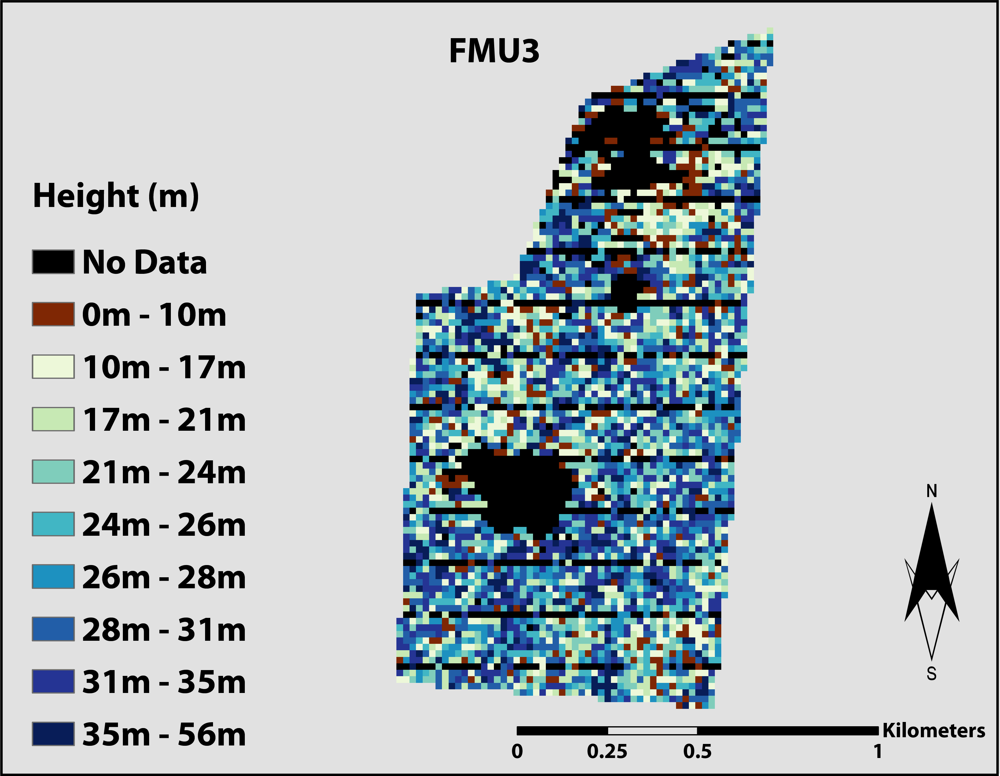 FMU3
Height (m)
No Data
0m - 10m
10m - 17m
17m - 21m
21m - 24m
24m - 26m
26m - 28m
28m - 31m
31m - 35m
35m - 56m
N
S
Kilometers
0 0.25 0.5 1